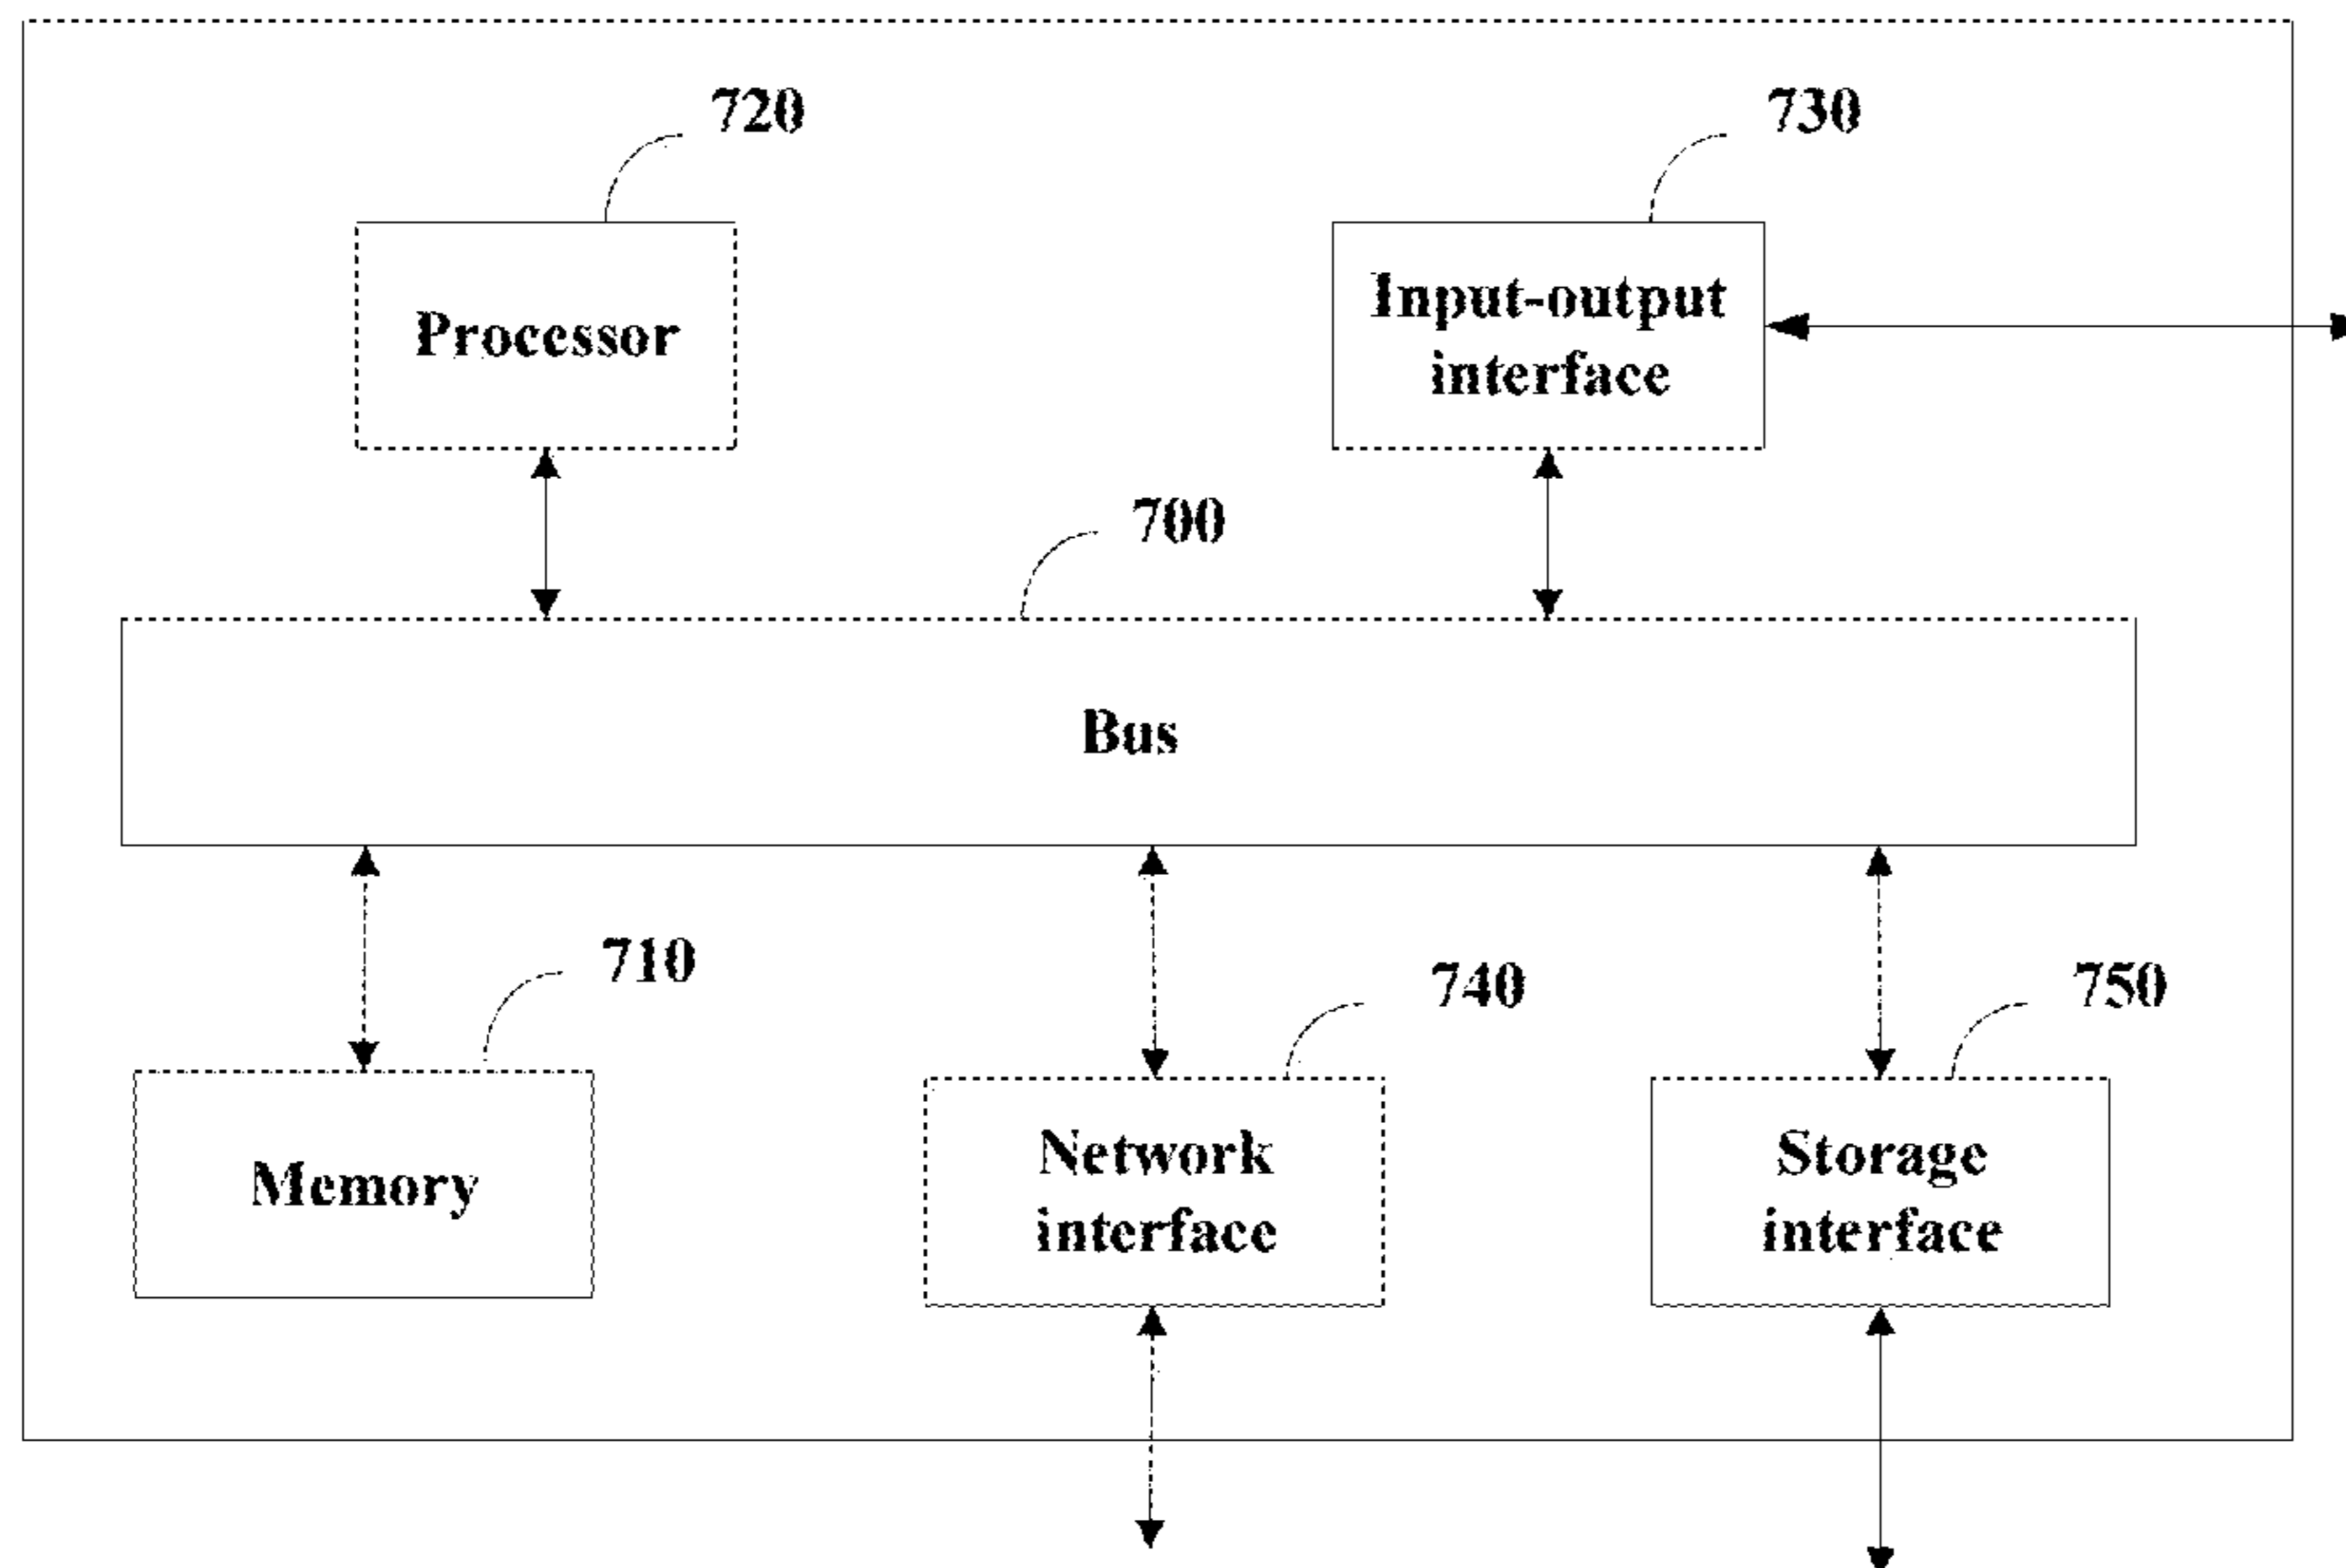 720
730
Processor
Input-output
interface
700
Bus
710
740
750
Memory
Network
interface
Storage
interface